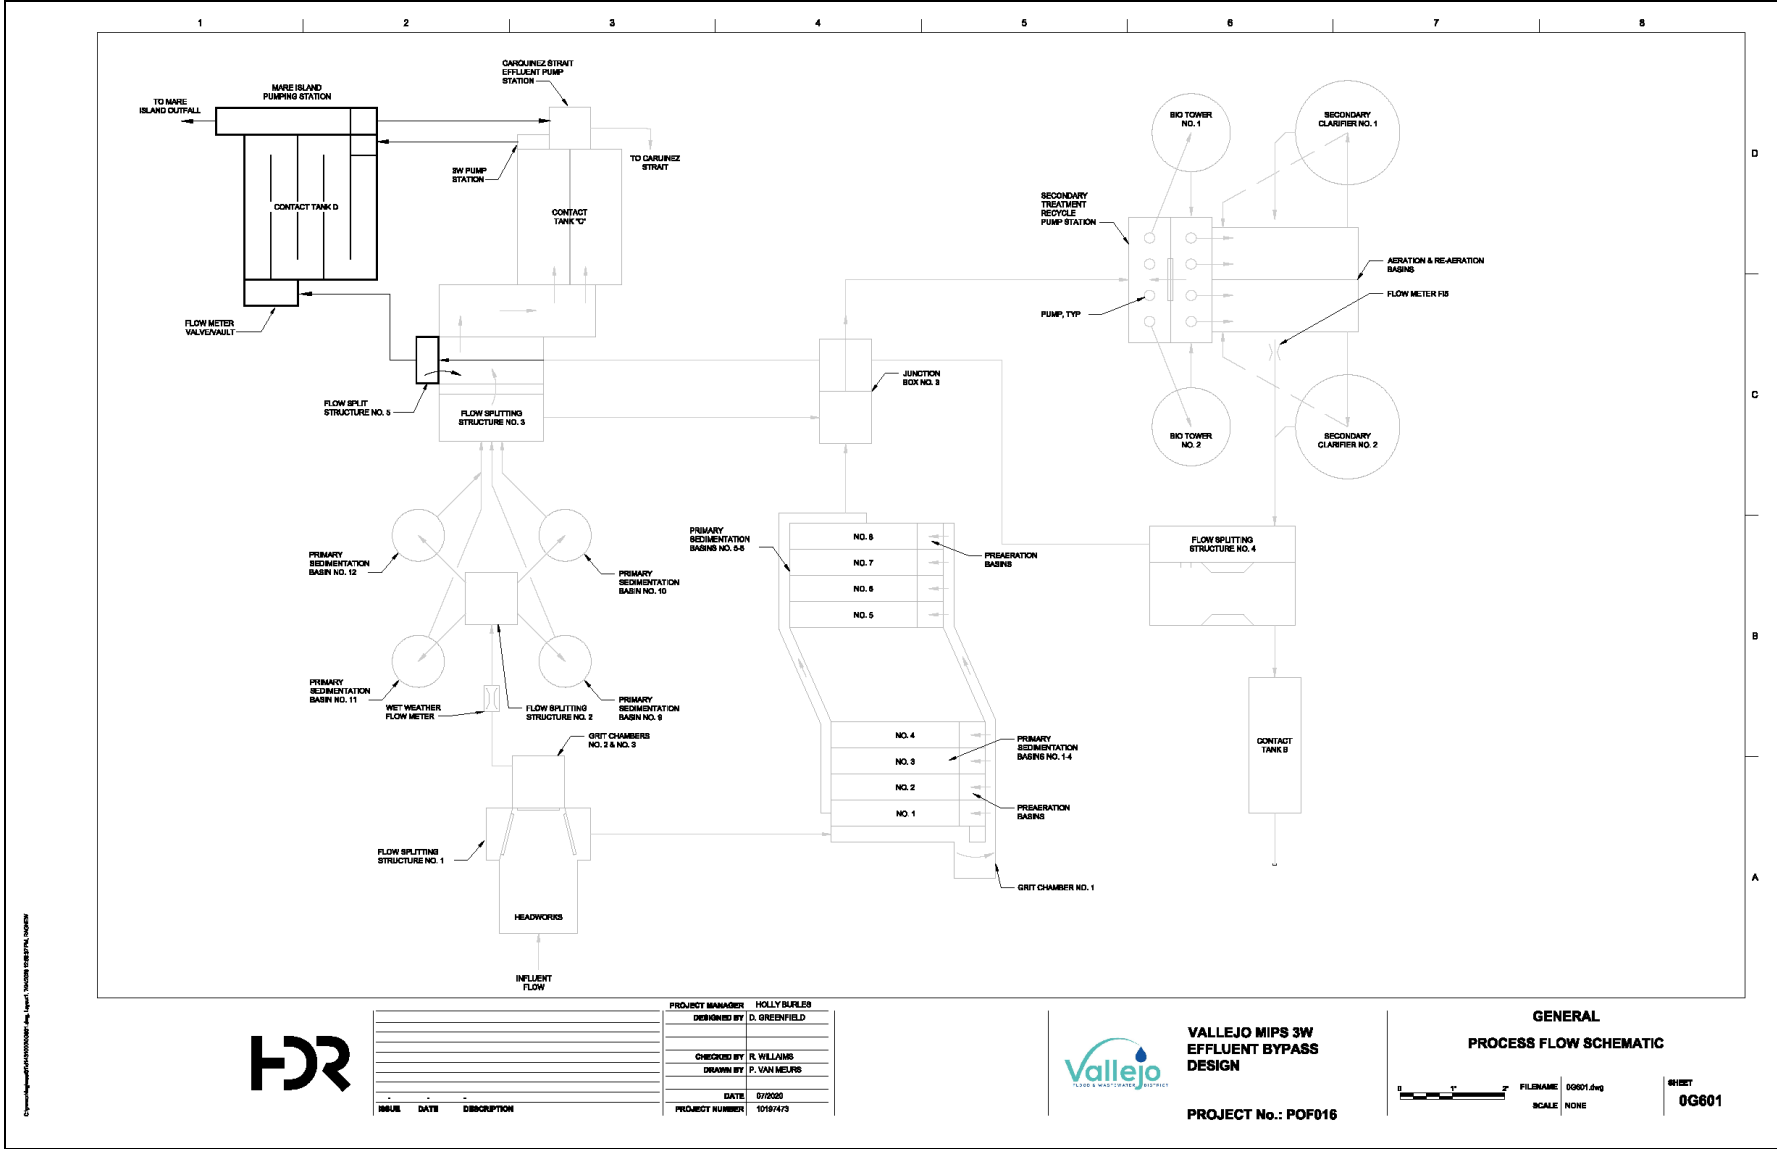 1 2 3 4 5 6 7 8
CARQUINEZ STRAIT
EFFLUENT PUMP
STATION
MARE ISLAND
PUMPING STATION
TO MARE
ISLAND OUTFALL
BIO TOWER
NO. 1
SECONDARY
CLARIFIER NO. 1
D
TO CARUINEZ
STRAIT
3W PUMP
STATION
CONTACT TANK D
CONTACT
TANK "C"
SECONDARY
TREATMENT
RECYCLE
PUMP STATION
AERATION & RE-AERATION
BASINS
FLOW METER FI5
PUMP, TYP
FLOW METER
VALVE/VAULT
JUNCTION
BOX NO. 3
C
FLOW SPLIT
STRUCTURE NO. 5
FLOW SPLITTING
STRUCTURE NO. 3
BIO TOWER
NO. 2
SECONDARY
CLARIFIER NO. 2
PRIMARY
SEDIMENTATION
BASINS NO. 5-8
NO. 8
NO. 7
NO. 6
NO. 5
PREAERATION
BASINS
FLOW SPLITTING
STRUCTURE NO. 4
PRIMARY
SEDIMENTATION
BASIN NO. 12
PRIMARY
SEDIMENTATION
BASIN NO. 10
B
PRIMARY
SEDIMENTATION
BASIN NO. 11
WET WEATHER
FLOW METER
FLOW SPLITTING
STRUCTURE NO. 2
PRIMARY
SEDIMENTATION
BASIN NO. 9
GRIT CHAMBERS
NO. 2 & NO. 3
NO. 4
NO. 3
NO. 2
NO. 1
PRIMARY
SEDIMENTATION
BASINS NO. 1-4
PREAERATION
BASINS
CONTACT
TANK B
FLOW SPLITTING
STRUCTURE NO. 1
GRIT CHAMBER NO. 1
A
HEADWORKS
INFLUENT
FLOW
HDR
ISSUE DATE DESCRIPTION
PROJECT MANAGER HOLLY BURLES
DESIGNED BY D. GREENFIELD
CHECKED BY R. WILLAIMS
DRAWN BY P. VAN MEURS
DATE 07/2020
PROJECT NUMBER 10197473
Vallejo
FLOOD & WASTEWATER DISTRICT
VALLEJO MIPS 3W
EFFLUENT BYPASS
DESIGN
PROJECT No.: POF016
GENERAL
PROCESS FLOW SCHEMATIC
0 1" 2"
FILENAME 0G601.dwg
SCALE NONE
SHEET
0G601